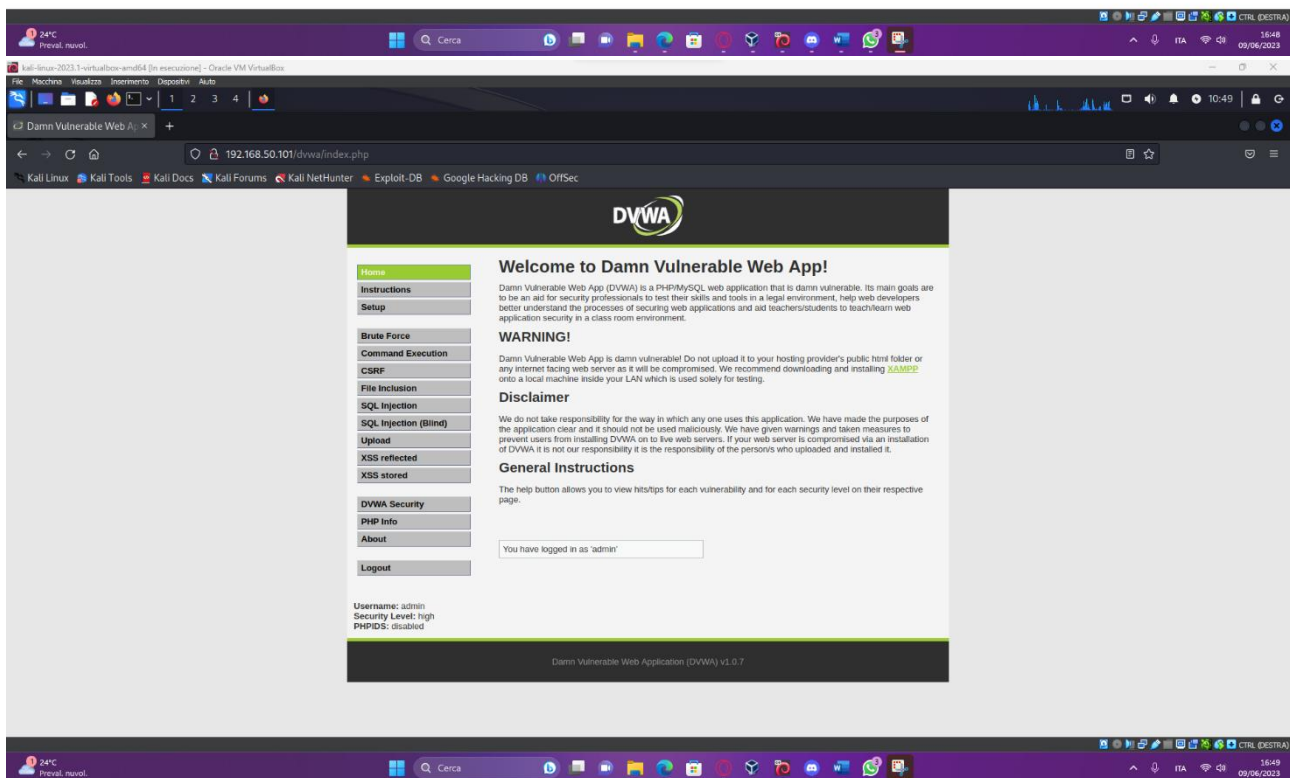 CTRL (DESTRA)
1
24°C
Preval. nuvol.
Cerca
ITA
16:48
09/06/2023
kali-linux-2023.1-virtualbox-amd64 [In esecuzione] - Oracle VM VirtualBox
File Macchina Visualizza Inserimento Dispositivi Aiuto
1 2 3 4
10:49
Damn Vulnerable Web Ap
192.168.50.101/dvwa/index.php
Kali Linux Kali Tools Kali Docs Kali Forums Kali NetHunter Exploit-DB Google Hacking DB OffSec
DVWA
Home
Instructions
Setup
Brute Force
Command Execution
CSRF
File Inclusion
SQL Injection
SQL Injection (Blind)
Upload
XSS reflected
XSS stored
DVWA Security
PHP Info
About
Logout
Welcome to Damn Vulnerable Web App!
Damn Vulnerable Web App (DVWA) is a PHP/MySQL web application that is damn vulnerable. Its main goals are
to be an aid for security professionals to test their skills and tools in a legal environment, help web developers
better understand the processes of securing web applications and aid teachers/students to teach/learn web
application security in a class room environment.
WARNING!
Damn Vulnerable Web App is damn vulnerable! Do not upload it to your hosting provider's public html folder or
any internet facing web server as it will be compromised. We recommend downloading and installing XAMPP
onto a local machine inside your LAN which is used solely for testing.
Disclaimer
We do not take responsibility for the way in which any one uses this application. We have made the purposes of
the application clear and it should not be used maliciously. We have given warnings and taken measures to
prevent users from installing DVWA on to live web servers. If your web server is compromised via an installation
of DVWA it is not our responsibility it is the responsibility of the person/s who uploaded and installed it.
General Instructions
The help button allows you to view hits/tips for each vulnerability and for each security level on their respective
page.
You have logged in as 'admin'
Username: admin
Security Level: high
PHPIDS: disabled
Damn Vulnerable Web Application (DVWA) v1.0.7
CTRL (DESTRA)
1
24°C
Preval. nuvol.
Cerca
ITA
16:49
09/06/2023